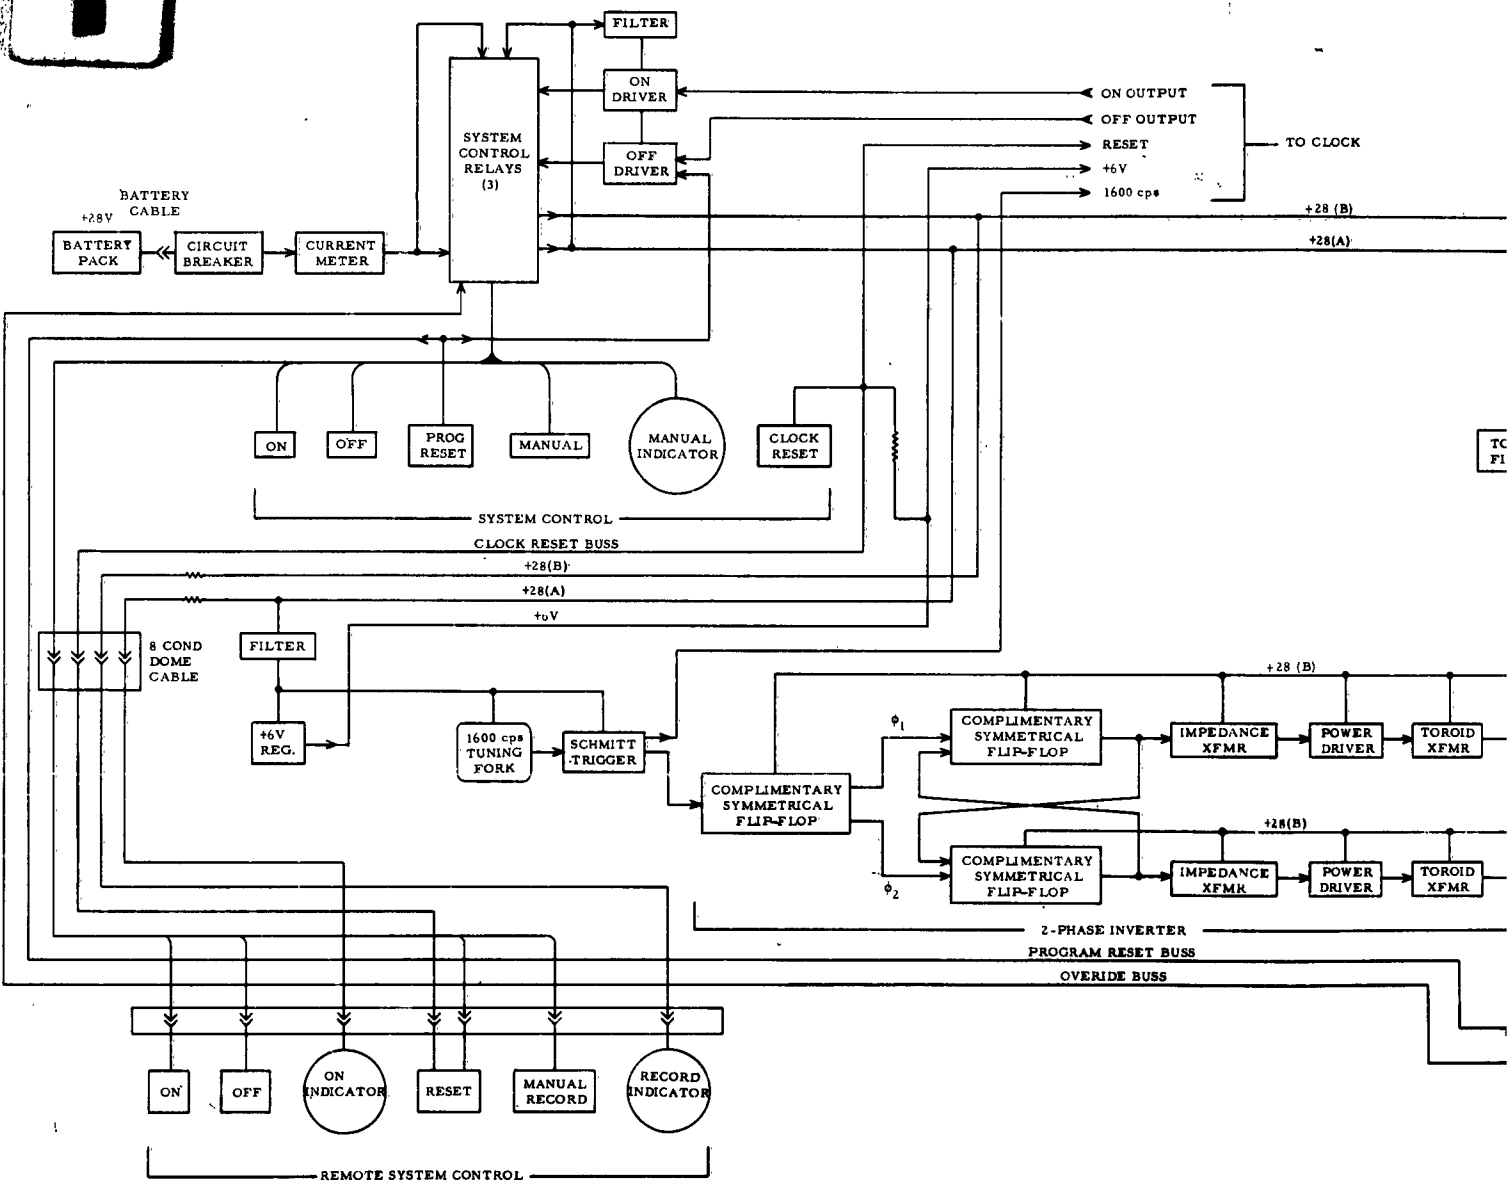 FILTER
ON
DRIVER
ON OUTPUT
OFF OUTPUT
SYSTEM
CONTROL
RELAYS
(3)
OFF
DRIVER
RESET
TO CLOCK
+6V
1600 cps
BATTERY
CABLE
+28V
+28 (B)
BATTERY
PACK
CIRCUIT
BREAKER
CURRENT
METER
+28(A)
ON
OFF
PROG
RESET
MANUAL
MANUAL
INDICATOR
CLOCK
RESET
SYSTEM CONTROL
CLOCK RESET BUSS
+28(B)
+28(A)
+6V
8 COND
DOME
CABLE
FILTER
+28 (B)
+6V
REG.
1600 cps
TUNING
FORK
SCHMITT
TRIGGER
ϕ1
COMPLIMENTARY
SYMMETRICAL
FLIP-FLOP
IMPEDANCE
XFMR
POWER
DRIVER
TOROID
XFMR
COMPLIMENTARY
SYMMETRICAL
FLIP-FLOP
+28(B)
ϕ2
COMPLIMENTARY
SYMMETRICAL
FLIP-FLOP
IMPEDANCE
XFMR
POWER
DRIVER
TOROID
XFMR
2-PHASE INVERTER
PROGRAM RESET BUSS
OVERIDE BUSS
ON
OFF
ON
INDICATOR
RESET
MANUAL
RECORD
RECORD
INDICATOR
REMOTE SYSTEM CONTROL